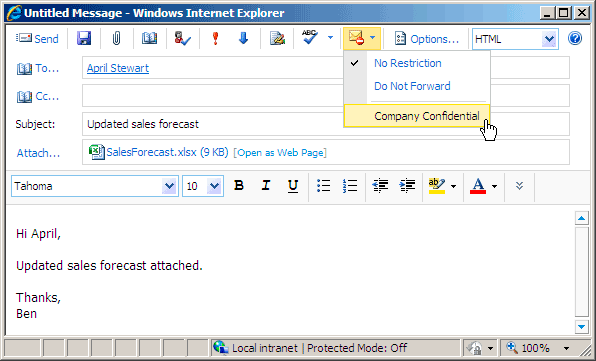 Untitled Message - Windows Internet Explorer
Send ABC Options... HTML
No Restriction
Do Not Forward
Company Confidential
To... April Stewart
Cc...
Subject: Updated sales forecast
Attach... SalesForecast.xlsx (9 KB) [Open as Web Page]
Tahoma 10 B I U ab A
Hi April,
Updated sales forecast attached.
Thanks,
Ben
Local intranet | Protected Mode: Off 100%